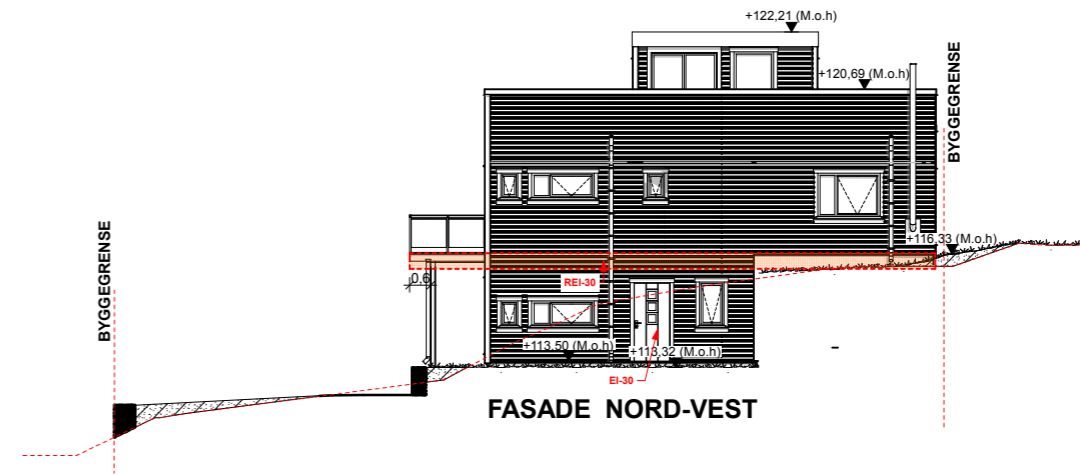 +122,21 (M.o.h)
+120,69 (M.o.h)
BYGGEGRENSE
+116,33 (M.o.h)
BYGGEGRENSE
0,6
REI-30
+113,50 (M.o.h)
+113,32 (M.o.h)
EI-30
FASADE NORD-VEST